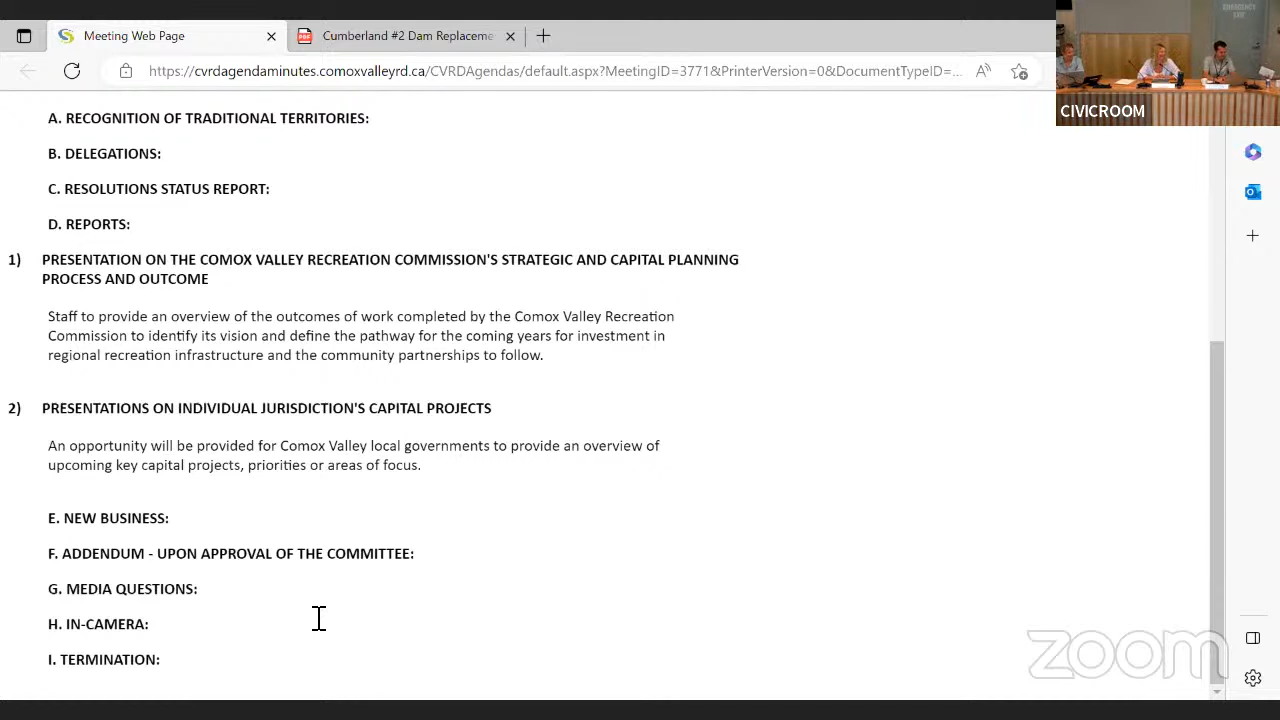 Meeting Web Page
Cumberland #2 Dam Replaceme
https://cvrdagendaminutes.comoxvalleyrd.ca/CVRDAgendas/default.aspx?MeetingID=3771&PrinterVersion=0&DocumentTypeID=...
EMERGENCY
EXIT
CIVICROOM
A. RECOGNITION OF TRADITIONAL TERRITORIES:
B. DELEGATIONS:
C. RESOLUTIONS STATUS REPORT:
D. REPORTS:
1) PRESENTATION ON THE COMOX VALLEY RECREATION COMMISSION'S STRATEGIC AND CAPITAL PLANNING
PROCESS AND OUTCOME
Staff to provide an overview of the outcomes of work completed by the Comox Valley Recreation
Commission to identify its vision and define the pathway for the coming years for investment in
regional recreation infrastructure and the community partnerships to follow.
2) PRESENTATIONS ON INDIVIDUAL JURISDICTION'S CAPITAL PROJECTS
An opportunity will be provided for Comox Valley local governments to provide an overview of
upcoming key capital projects, priorities or areas of focus.
E. NEW BUSINESS:
F. ADDENDUM - UPON APPROVAL OF THE COMMITTEE:
G. MEDIA QUESTIONS:
H. IN-CAMERA:
I. TERMINATION:
zoom